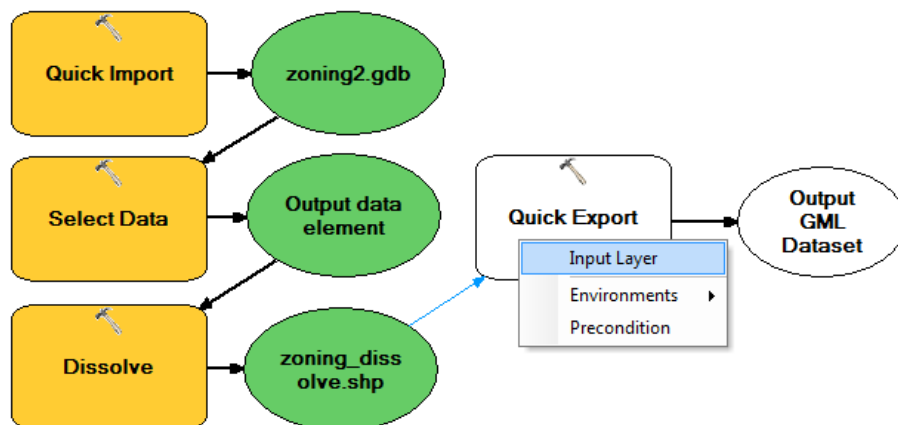 Quick Import
zoning2.gdb
Select Data
Output data
element
Quick Export
Output
GML
Dataset
Input Layer
Environments
Precondition
Dissolve
zoning_diss
olve.shp